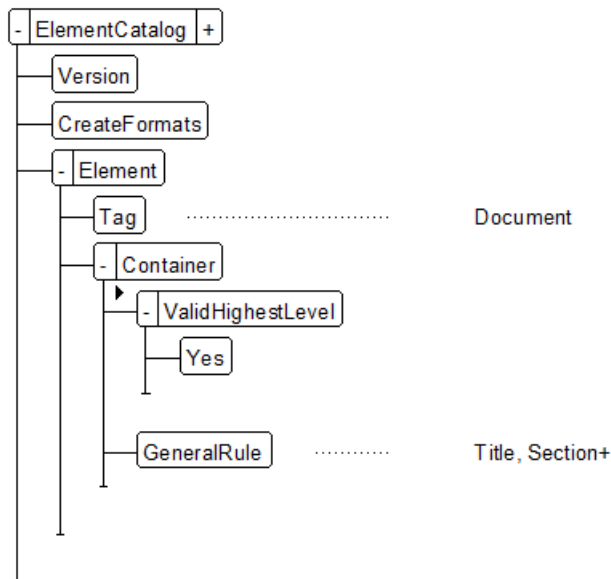 - ElementCatalog +
Version
CreateFormats
- Element
Tag Document
- Container
- ValidHighestLevel
Yes
GeneralRule Title, Section+